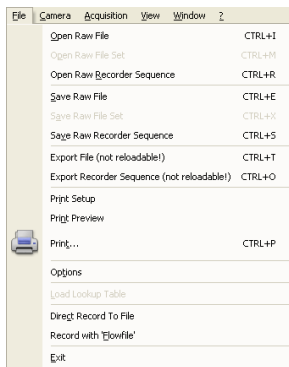 File Camera Acquisition View Window ?
Open Raw File CTRL+I
Open Raw File Set CTRL+M
Open Raw Recorder Sequence CTRL+R
Save Raw File CTRL+E
Save Raw File Set CTRL+X
Save Raw Recorder Sequence CTRL+S
Export File (not reloadable!) CTRL+T
Export Recorder Sequence (not reloadable!) CTRL+O
Print Setup
Print Preview
Print... CTRL+P
Options
Load Lookup Table
Direct Record To File
Record with 'Flowfile'
Exit